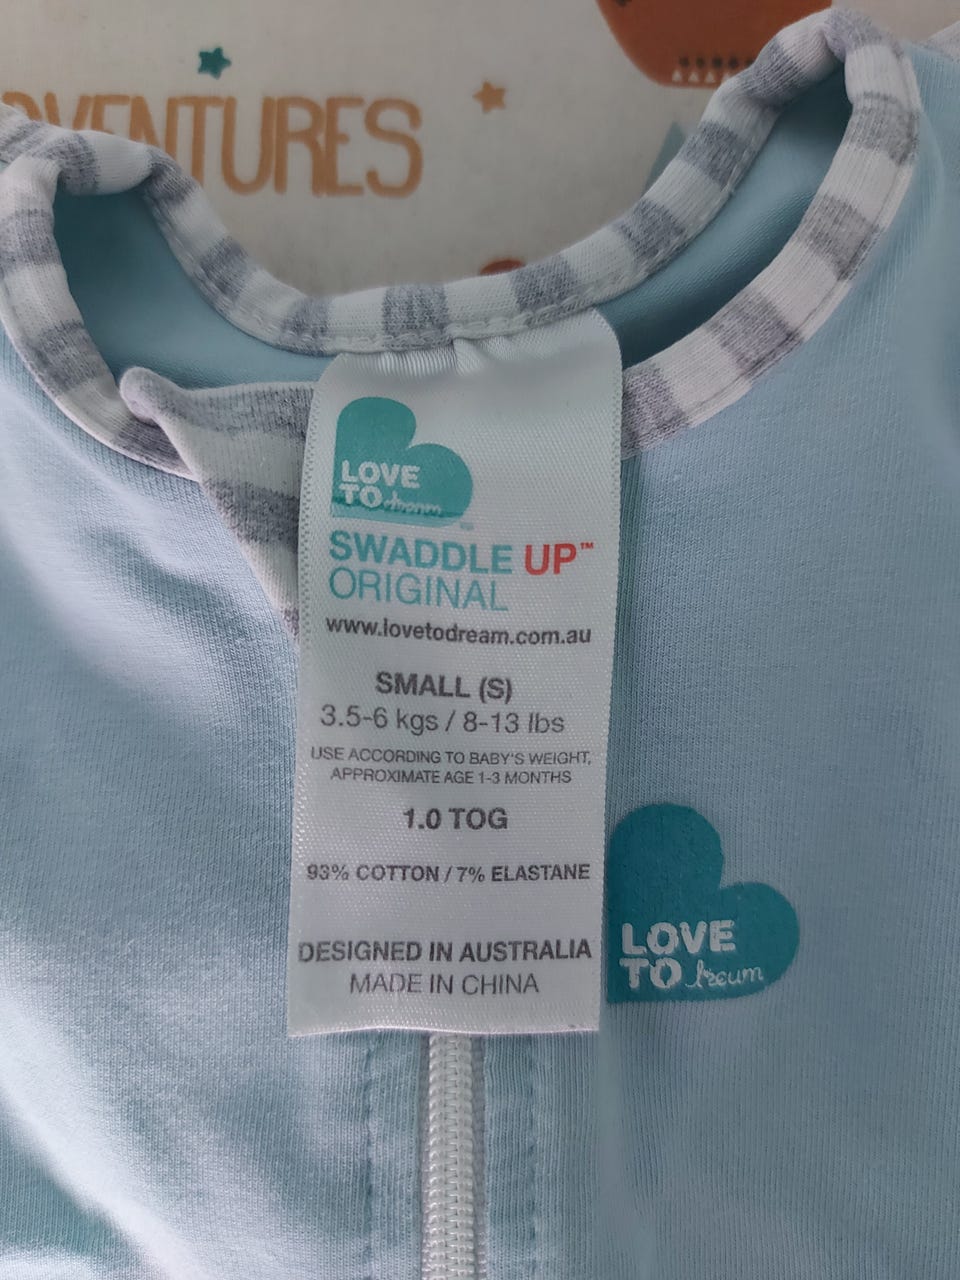 DVENTURES
LOVE
TO dream
SWADDLE UP™
ORIGINAL
www.lovetodream.com.au
SMALL (S)
3.5-6 kgs / 8-13 lbs
USE ACCORDING TO BABY'S WEIGHT,
APPROXIMATE AGE 1-3 MONTHS
1.0 TOG
93% COTTON / 7% ELASTANE
DESIGNED IN AUSTRALIA
MADE IN CHINA
LOVE
TO